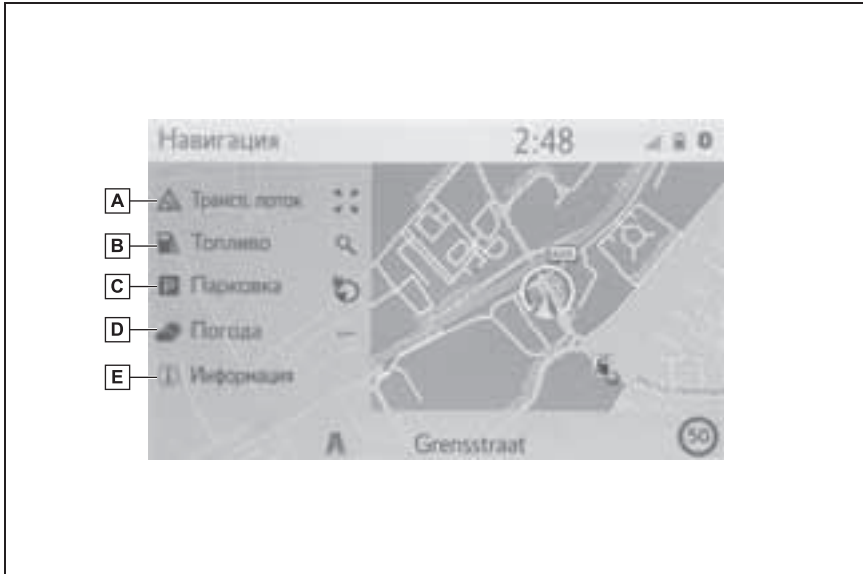 Навигация 2:48
A Трансп. поток
B Топливо
C Парковка
D Погода
E Информация
Grensstraat 50